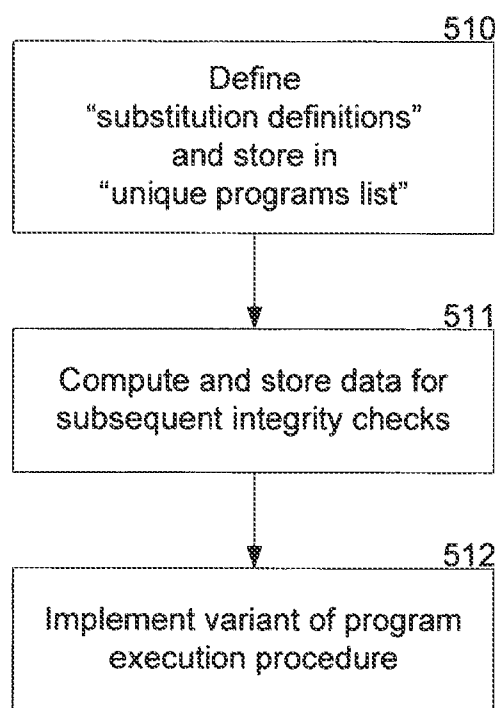 510
Define
“substitution definitions”
and store in
“unique programs list”
511
Compute and store data for
subsequent integrity checks
512
Implement variant of program
execution procedure